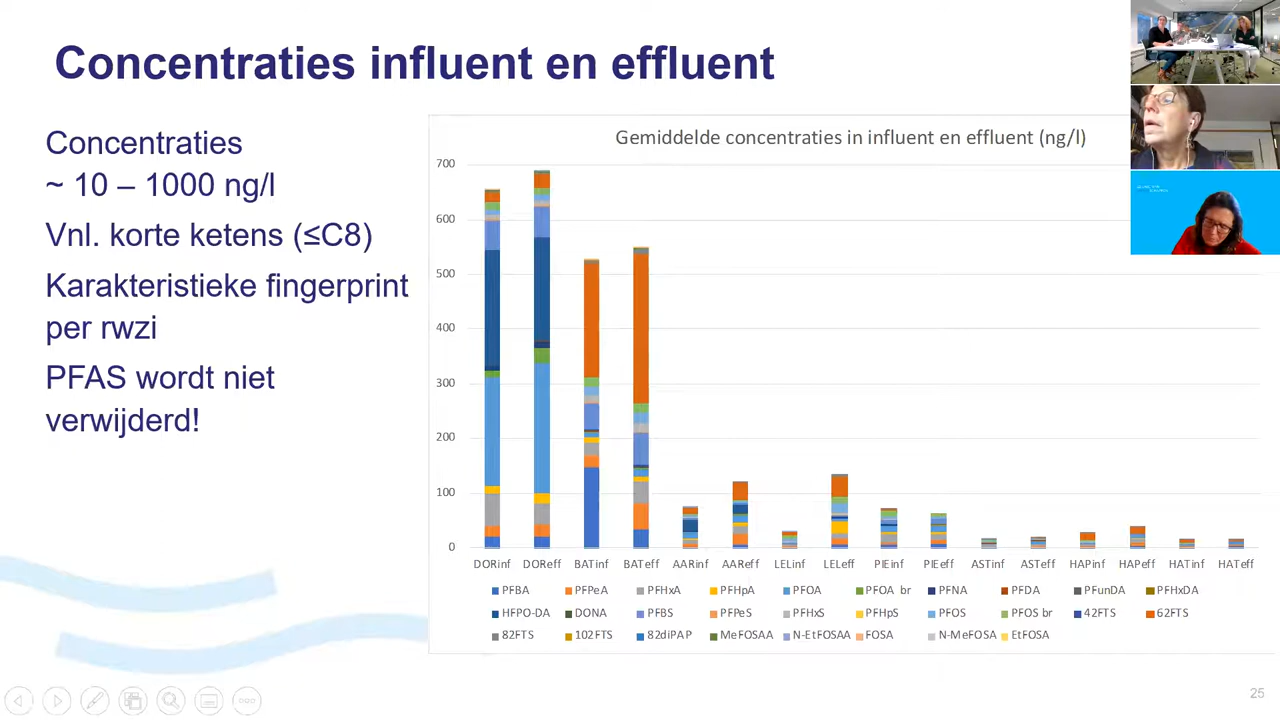 Concentraties influent en effluent
Concentraties
~ 10 – 1000 ng/l
Vnl. korte ketens (≤C8)
Karakteristieke fingerprint
per rwzi
PFAS wordt niet
verwijderd!
Gemiddelde concentraties in influent en effluent (ng/l)
700
600
500
400
300
200
100
0
DORinf DOReff BATinf BATeff AARinf AAReff LELinf LELeff PIEinf PIEeff ASTinf ASTeff HAPinf HAPeff HATinf HATeff
PFBA PFPeA PFHxA PFHpA PFOA PFOA br PFNA PFDA PFunDA PFHxDA
HFPO-DA DONA PFBS PFPeS PFHxS PFHpS PFOS PFOS br 42FTS 62FTS
82FTS 102FTS 82diPAP MeFOSAA N-EtFOSAA FOSA N-MeFOSA EtFOSA
25